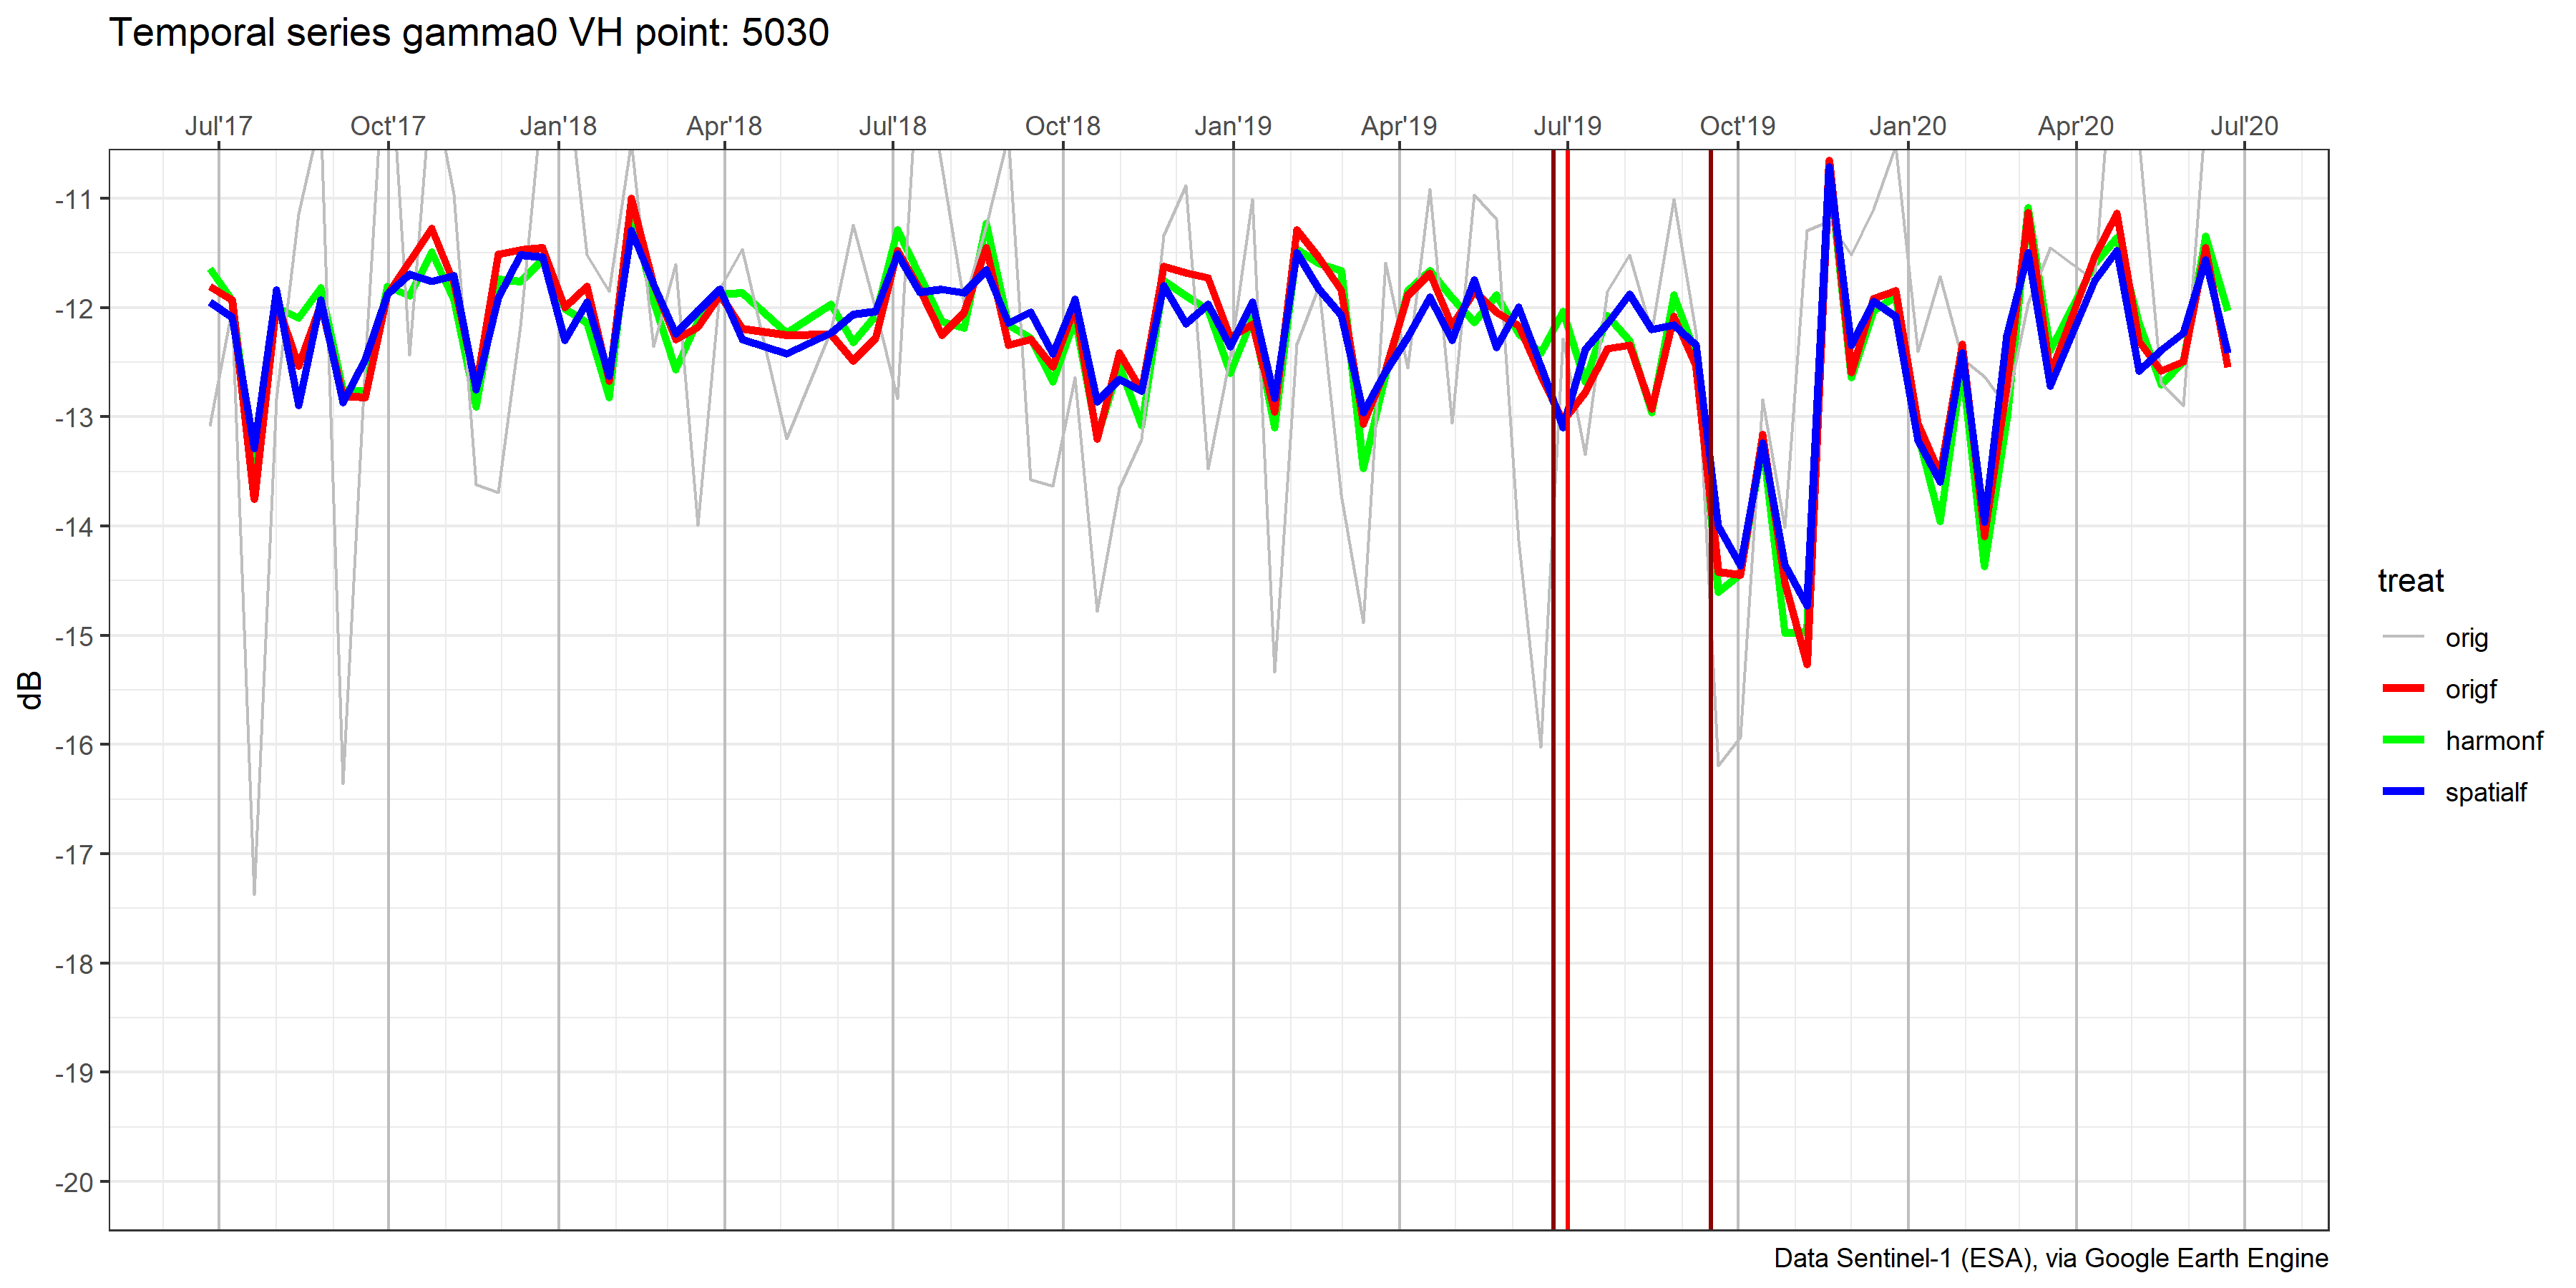 Temporal series gamma0 VH point: 5030
Jul'17 Oct'17 Jan'18 Apr'18 Jul'18 Oct'18 Jan'19 Apr'19 Jul'19 Oct'19 Jan'20 Apr'20 Jul'20
-11
-12
-13
-14
-15
-16
-17
-18
-19
-20
dB
treat
orig
origf
harmonf
spatialf
Data Sentinel-1 (ESA), via Google Earth Engine